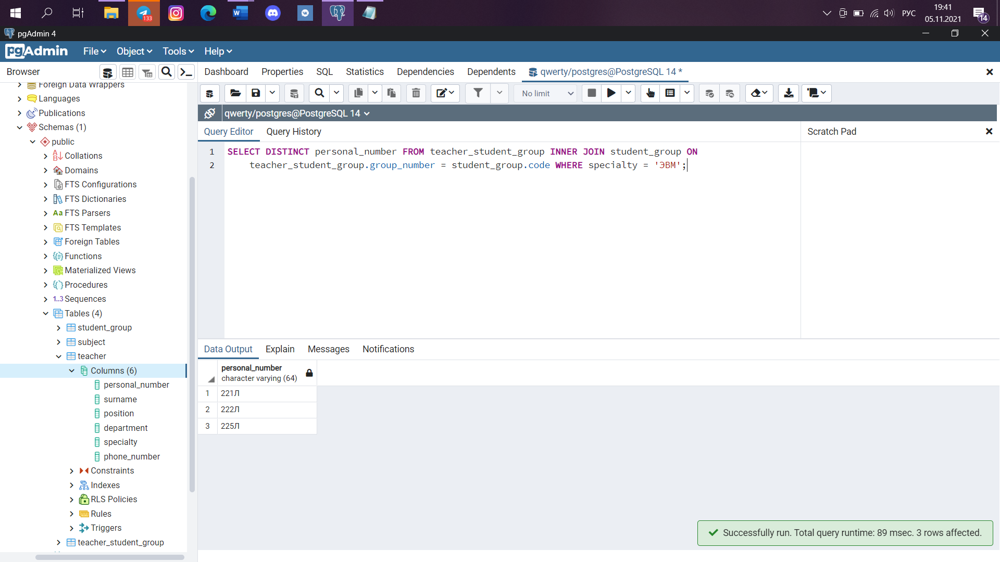 133
РУС
19:41
05.11.2021
14
pgAdmin 4
pgAdmin
File
Object
Tools
Help
Browser
Dashboard
Properties
SQL
Statistics
Dependencies
Dependents
qwerty/postgres@PostgreSQL 14 *
Foreign Data Wrappers
Languages
Publications
Schemas (1)
public
Collations
Domains
FTS Configurations
FTS Dictionaries
Aa FTS Parsers
FTS Templates
Foreign Tables
Functions
Materialized Views
Procedures
1..3 Sequences
Tables (4)
student_group
subject
teacher
Columns (6)
personal_number
surname
position
department
specialty
phone_number
Constraints
Indexes
RLS Policies
Rules
Triggers
teacher_student_group
No limit
qwerty/postgres@PostgreSQL 14
Query Editor
Query History
Scratch Pad
1 SELECT DISTINCT personal_number FROM teacher_student_group INNER JOIN student_group ON
2 teacher_student_group.group_number = student_group.code WHERE specialty = 'ЭВМ';
Data Output
Explain
Messages
Notifications
personal_number
character varying (64)
1 221Л
2 222Л
3 225Л
Successfully run. Total query runtime: 89 msec. 3 rows affected.